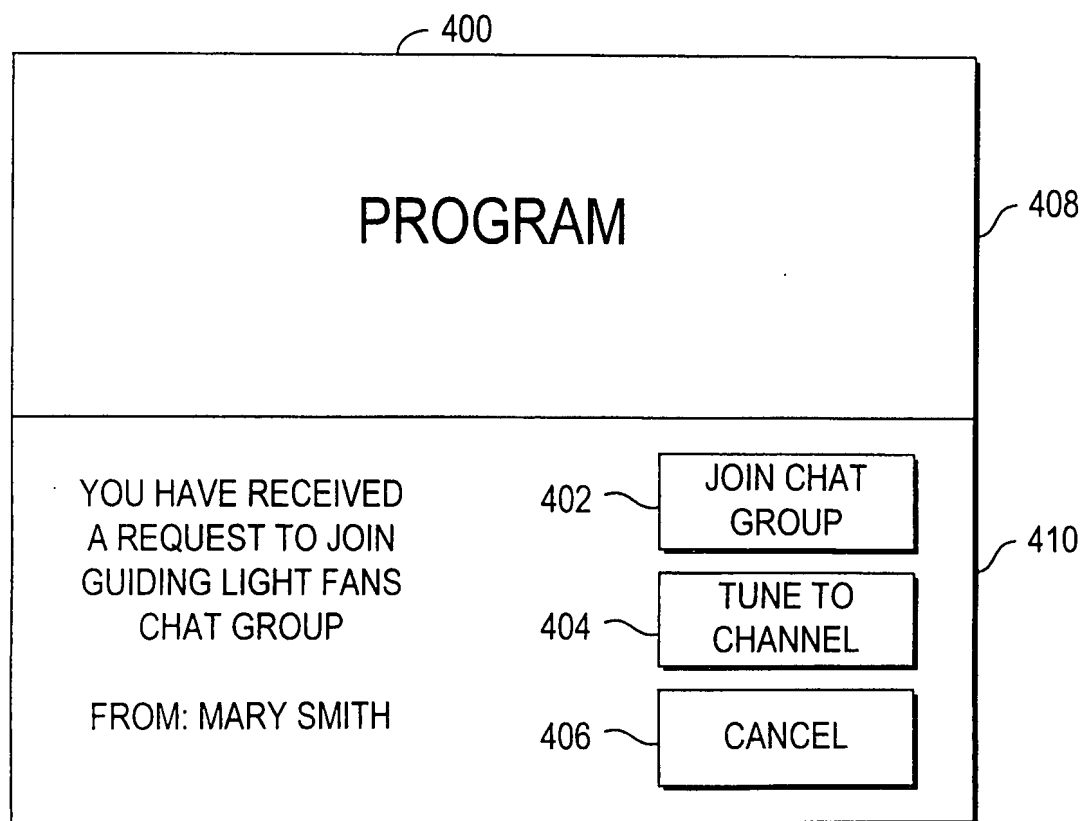 400
PROGRAM
408
YOU HAVE RECEIVED
A REQUEST TO JOIN
GUIDING LIGHT FANS
CHAT GROUP
FROM: MARY SMITH
402
JOIN CHAT
GROUP
410
404
TUNE TO
CHANNEL
406
CANCEL